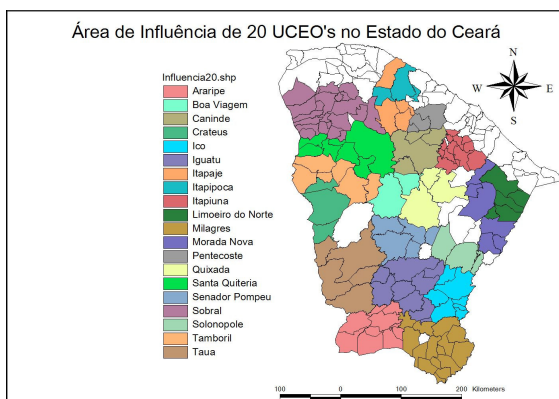 Área de Influência de 20 UCEO's no Estado do Ceará
N
W E
S
Influencia20.shp
Araripe
Boa Viagem
Caninde
Crateus
Ico
Iguatu
Itapaje
Itapipoca
Itapiuna
Limoeiro do Norte
Milagres
Morada Nova
Pentecoste
Quixada
Santa Quiteria
Senador Pompeu
Sobral
Solonopole
Tamboril
Taua
100 0 100 200 Kilometers